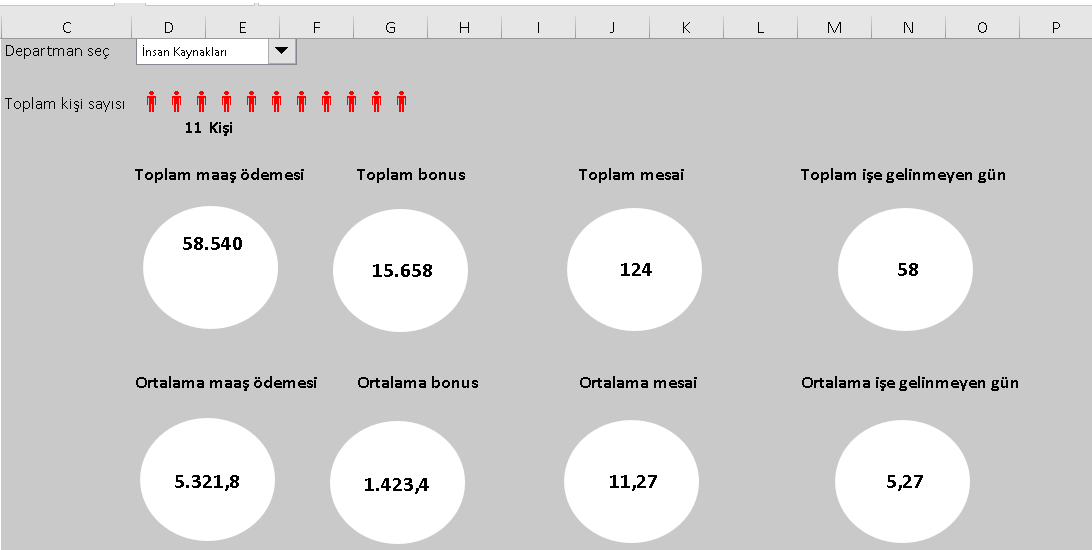 C D E F G H I J K L M N O P
Departman seç İnsan Kaynakları
Toplam kişi sayısı
11 Kişi
Toplam maaş ödemesi Toplam bonus Toplam mesai Toplam işe gelinmeyen gün
58.540 15.658 124 58
Ortalama maaş ödemesi Ortalama bonus Ortalama mesai Ortalama işe gelinmeyen gün
5.321,8 1.423,4 11,27 5,27